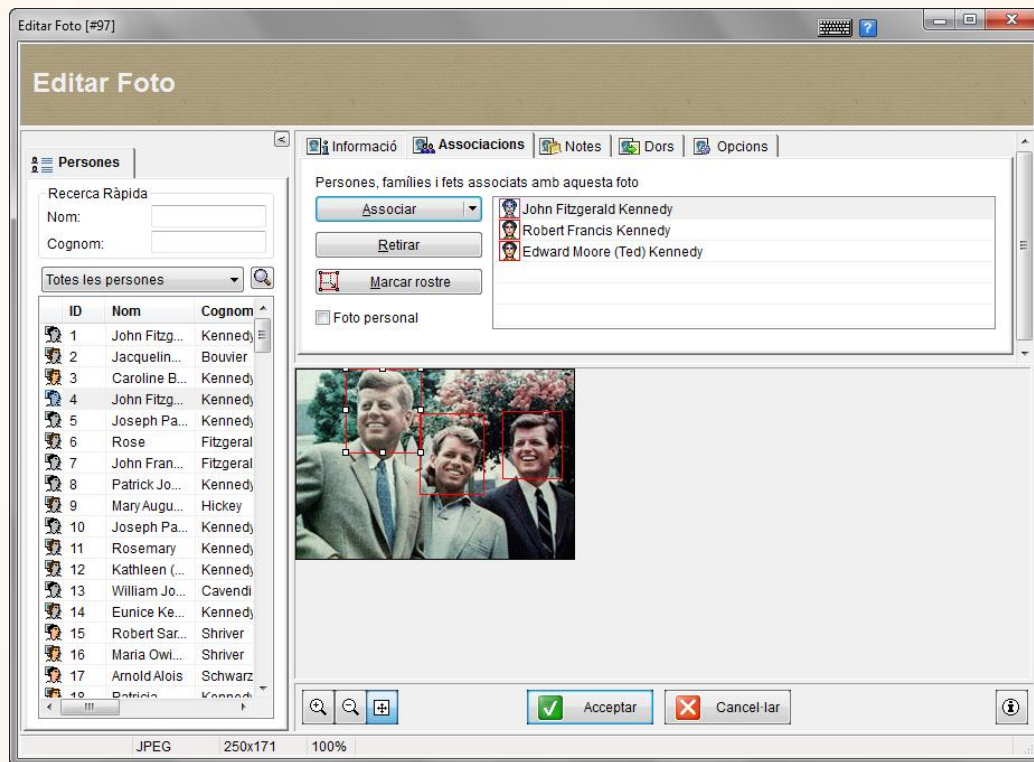 Editar Foto [#97]
Editar Foto
Persones
Recerca Ràpida
Nom:
Cognom:
Totes les persones
ID Nom Cognom
1 John Fitzg... Kennedy
2 Jacquelin... Bouvier
3 Caroline B... Kennedy
4 John Fitzg... Kennedy
5 Joseph Pa... Kennedy
6 Rose Fitzgeral
7 John Fran... Fitzgeral
8 Patrick Jo... Kennedy
9 Mary Augu... Hickey
10 Joseph Pa... Kennedy
11 Rosemary Kennedy
12 Kathleen (... Kennedy
13 William Jo... Cavendi
14 Eunice Ke... Kennedy
15 Robert Sar... Shriver
16 Maria Owi... Shriver
17 Arnold Alois Schwarz
18 Patricia Kennedy
Informació Associacions Notes Dors Opcions
Persones, famílies i fets associats amb aquesta foto
Associar
Retirar
Marcar rostre
Foto personal
John Fitzgerald Kennedy
Robert Francis Kennedy
Edward Moore (Ted) Kennedy
Acceptar Cancel·lar
JPEG 250x171 100%